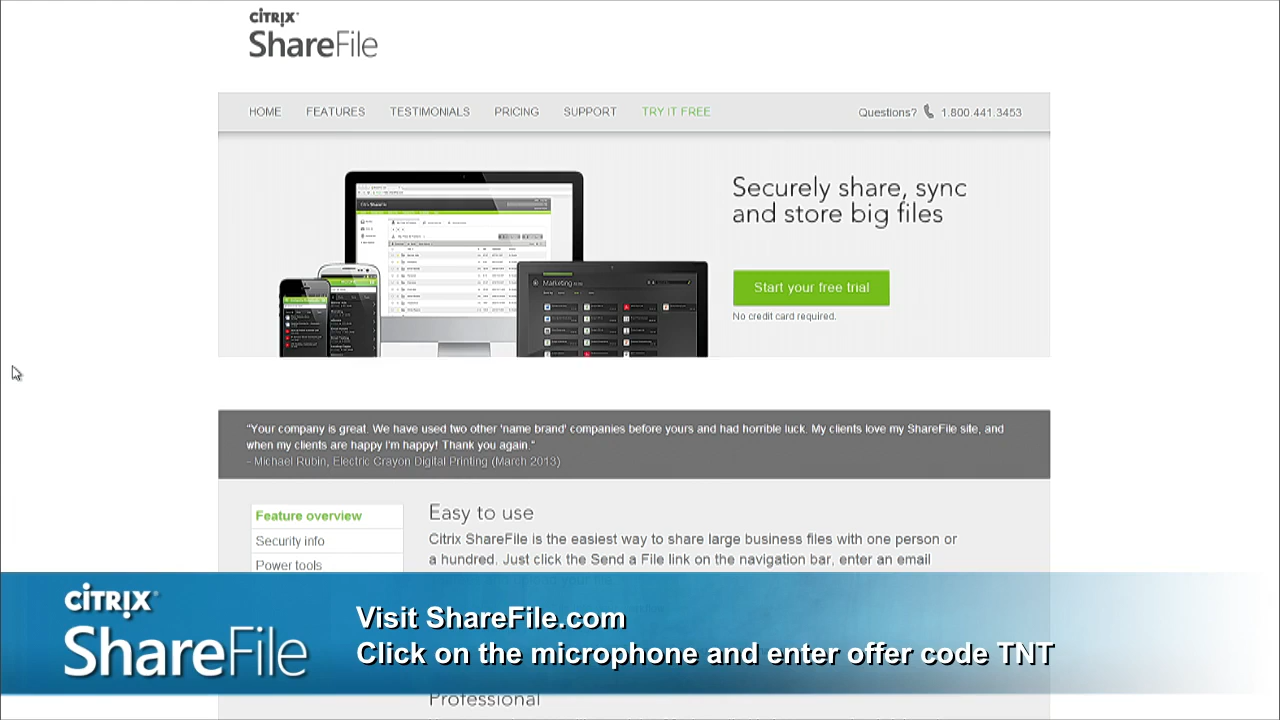 CITRIX
ShareFile
HOME FEATURES TESTIMONIALS PRICING SUPPORT TRY IT FREE Questions? 1.800.441.3453
Securely share, sync
and store big files
Marketing
Start your free trial
No credit card required.
"Your company is great. We have used two other 'name brand' companies before yours and had horrible luck. My clients love my ShareFile site, and
when my clients are happy I'm happy! Thank you again."
- Michael Rubin, Electric Crayon Digital Printing (March 2013)
Feature overview
Security info
Power tools
Easy to use
Citrix ShareFile is the easiest way to share large business files with one person or
a hundred. Just click the Send a File link on the navigation bar, enter an email
CITRIX
ShareFile
Visit ShareFile.com
Click on the microphone and enter offer code TNT
Professional